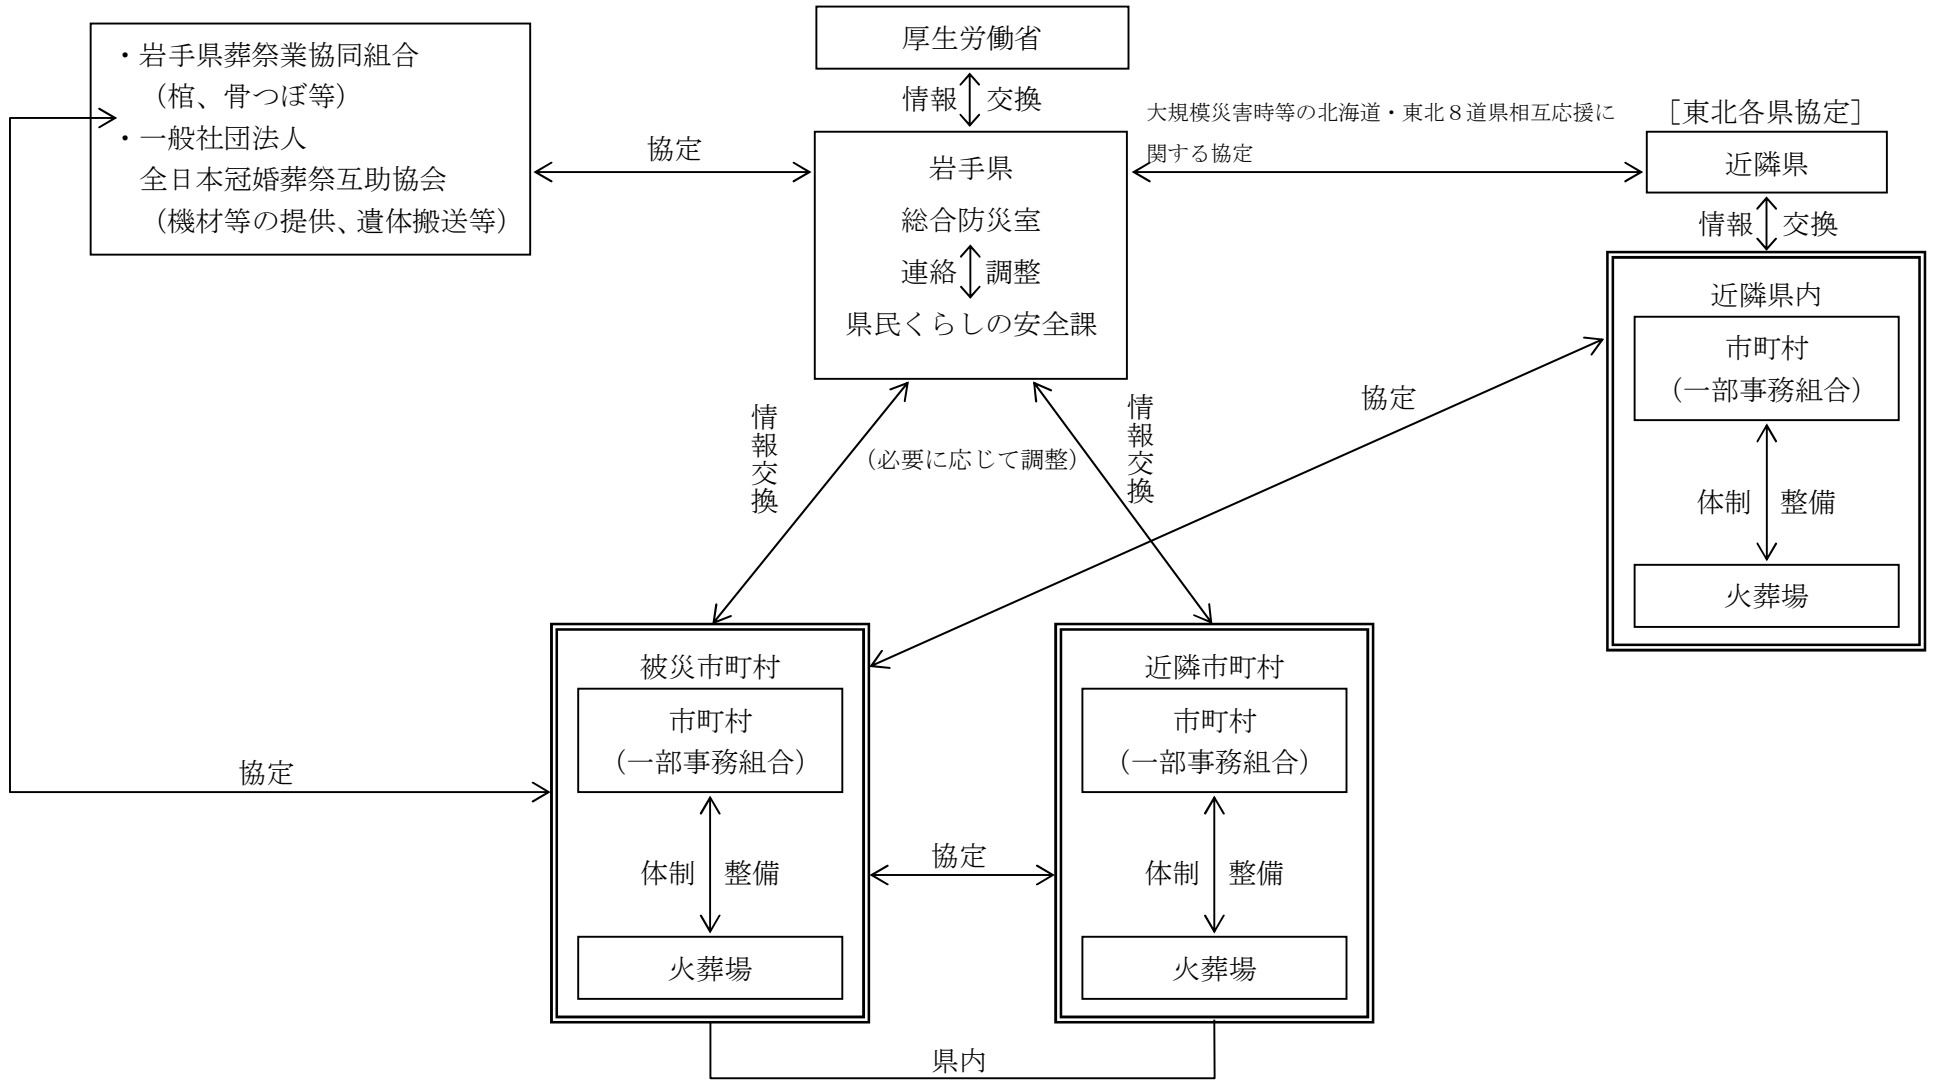 厚生労働省
・岩手県葬祭業協同組合
（棺、骨つぼ等）
・一般社団法人
全日本冠婚葬祭互助協会
（機材等の提供、遺体搬送等）
情報 交換
協定
大規模災害時等の北海道・東北８道県相互応援に
関する協定
［東北各県協定］
近隣県
岩手県
総合防災室
連絡 調整
県民くらしの安全課
情報 交換
近隣県内
市町村
（一部事務組合）
体制 整備
火葬場
情報交換
（必要に応じて調整）
情報交換
協定
協定
被災市町村
市町村
（一部事務組合）
体制 整備
火葬場
協定
近隣市町村
市町村
（一部事務組合）
体制 整備
火葬場
県内